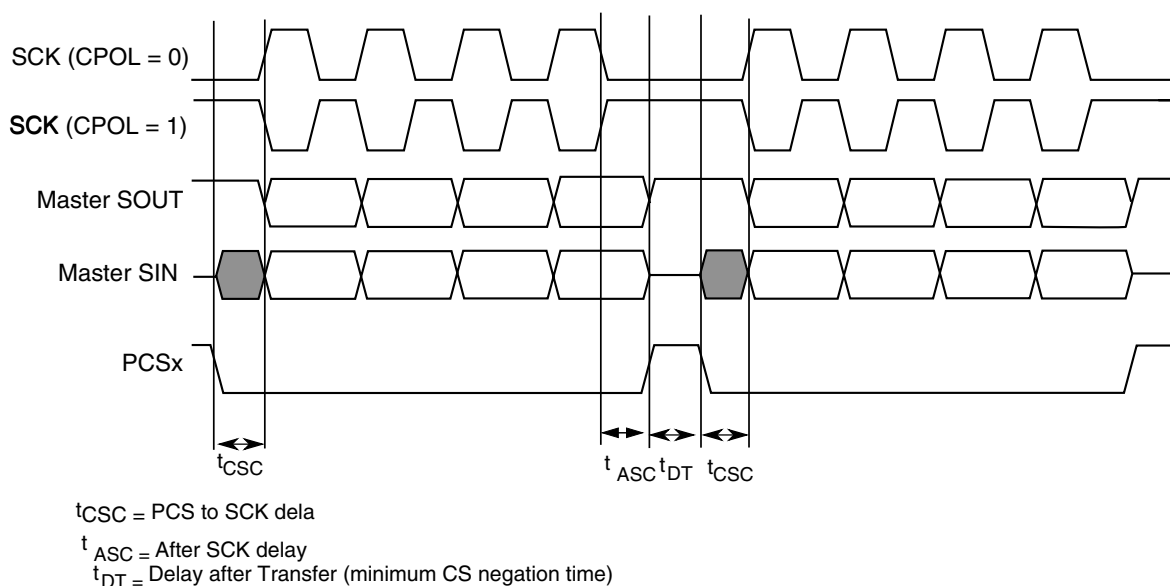 SCK (CPOL = 0)
SCK (CPOL = 1)
Master SOUT
Master SIN
PCSx
tCSC
t ASC
tDT
tCSC
tCSC = PCS to SCK dela
t ASC = After SCK delay
tDT = Delay after Transfer (minimum CS negation time)